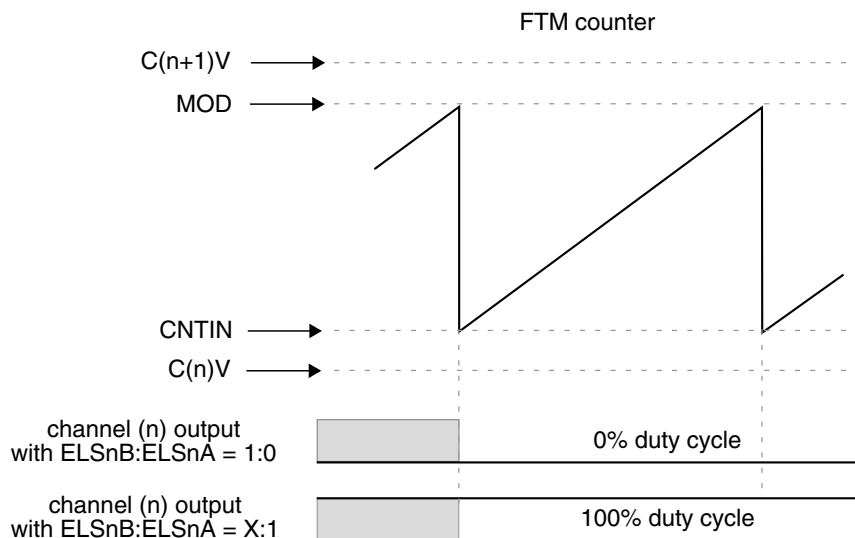 FTM counter
C(n+1)V
MOD
CNTIN
C(n)V
channel (n) output
with ELSnB:ELSnA = 1:0
0% duty cycle
channel (n) output
with ELSnB:ELSnA = X:1
100% duty cycle